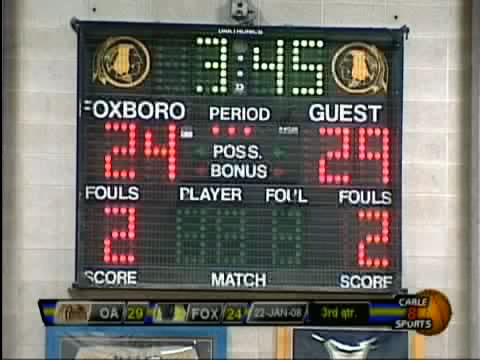 DAKTRONICS
3:45
FOXBORO PERIOD GUEST
24 29
POSS.
BONUS
FOULS PLAYER FOUL FOULS
2 2
SCORE MATCH SCORE
OA 29 FOX 24 22-JAN-08 3rd qtr. CABLE 8 SPORTS